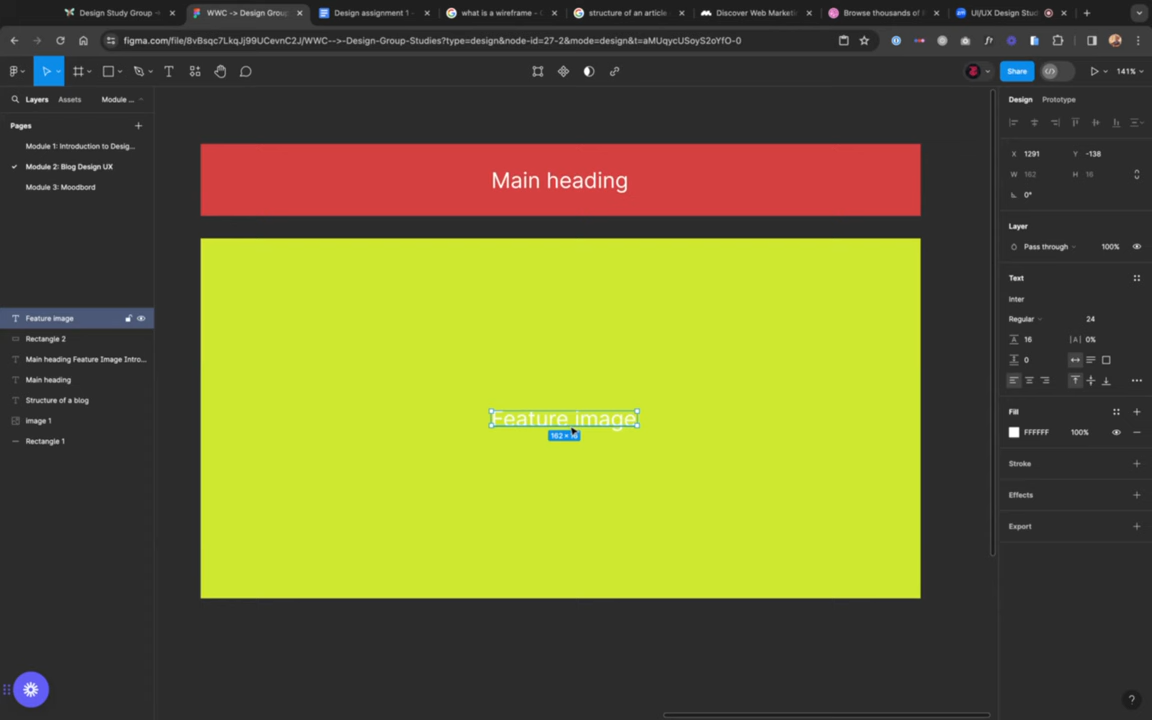 Design Study Group
WWC -> Design Grou
Design assignment 1 -
what is a wireframe -
structure of an article
Discover Web Marketin
Browse thousands of
UI/UX Design Stud
figma.com/file/8vBsqc7LkqJj99UCevnC2J/WWC-->-Design-Group-Studies?type=design&node-id=27-2&mode=design&t=aMUqycUSoyS2oYfO-0
Share
141%
Layers
Assets
Module ...
Design
Prototype
Pages
Module 1: Introduction to Desig...
Module 2: Blog Design UX
Module 3: Moodbord
Feature image
Rectangle 2
Main heading Feature Image Intro...
Main heading
Structure of a blog
image 1
Rectangle 1
Main heading
Feature image
162 × 16
X 1291 Y -138
W 162 H 16
0°
Layer
Pass through 100%
Text
Inter
Regular 24
16 |A| 0%
0
Fill
FFFFFF 100%
Stroke
Effects
Export
?